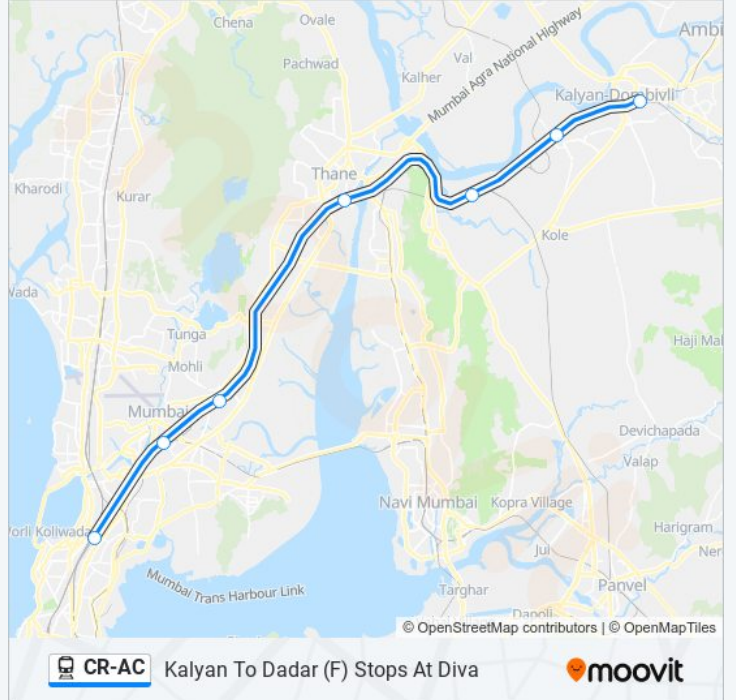 Chena
Ovale
Ambi
Pachwad
Val
Mumbai Agra National Highway
Kalher
Kalyan-Dombivli
Thane
Kharodi
Kurar
Kole
Wada
Tunga
Haji Mal
Mohli
Mumbai
Devichapada
Valap
Navi Mumbai
Kopra Village
Vorli Koliwada
Harigram
Jui
Ner
Mumbai Trans Harbour Link
Targhar
Panvel
Dapoli
© OpenStreetMap contributors | © OpenMapTiles
CR-AC
Kalyan To Dadar (F) Stops At Diva
moovit